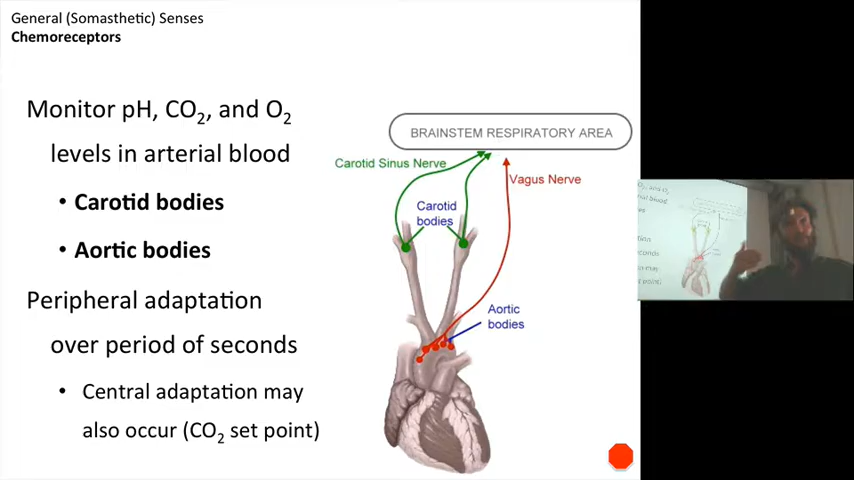 General (Somasthetic) Senses
Chemoreceptors
Monitor pH, CO₂, and O₂
levels in arterial blood
• Carotid bodies
• Aortic bodies
Peripheral adaptation
over period of seconds
• Central adaptation may
also occur (CO₂ set point)
BRAINSTEM RESPIRATORY AREA
Carotid Sinus Nerve
Vagus Nerve
Carotid
bodies
Aortic
bodies